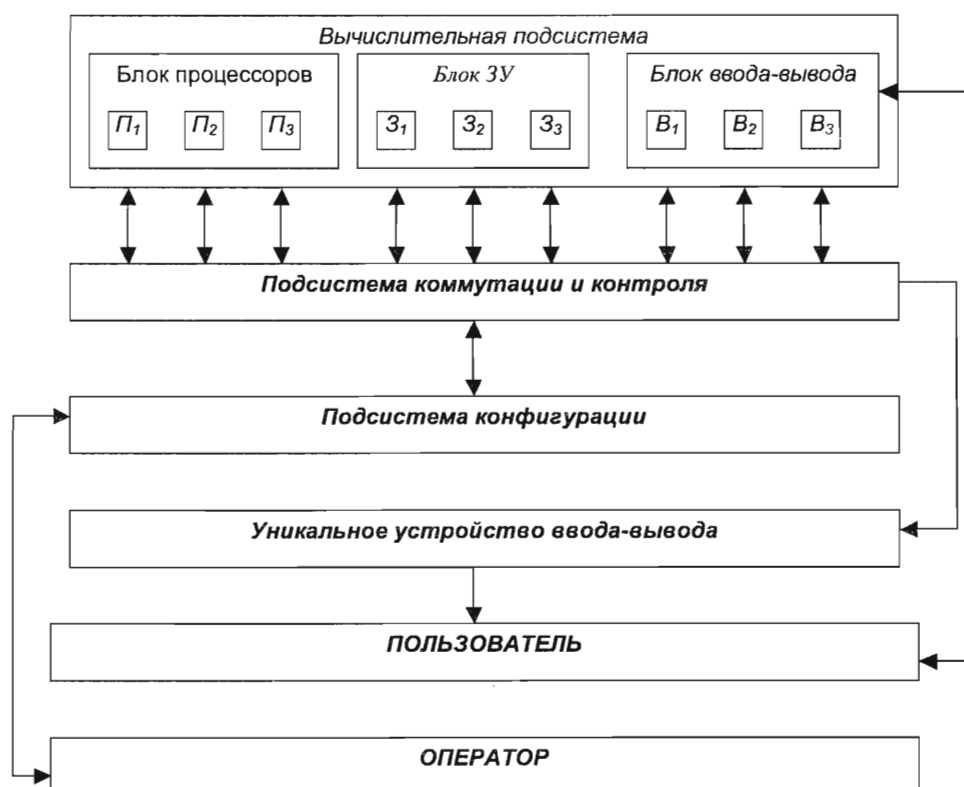 Вычислительная подсистема
Блок процессоров
П1 П2 П3
Блок ЗУ
З1 З2 З3
Блок ввода-вывода
В1 В2 В3
Подсистема коммутации и контроля
Подсистема конфигурации
Уникальное устройство ввода-вывода
ПОЛЬЗОВАТЕЛЬ
ОПЕРАТОР